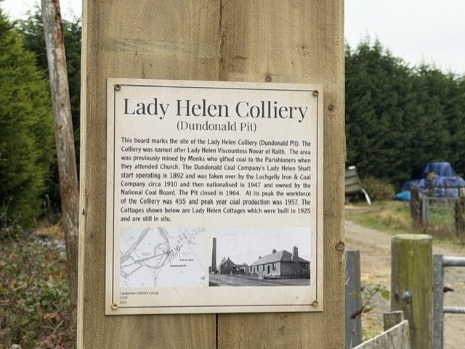 Lady Helen Colliery
(Dundonald Pit)
This board marks the site of the Lady Helen Colliery (Dundonald Pit). The
Colliery was named after Lady Helen Viscountess Novar of Raith. The area
was previously mined by Monks who gifted coal to the Parishioners when
they attended Church. The Dundonald Coal Company's Lady Helen Shaft
start operating in 1892 and was taken over by the Lochgelly Iron & Coal
Company circa 1910 and then nationalised in 1947 and owned by the
National Coal Board. The Pit closed in 1964. At its peak the workforce
of the Colliery was 455 and peak year coal production was 1957. The
Cottages shown below are Lady Helen Cottages which were built in 1925
and are still in situ.